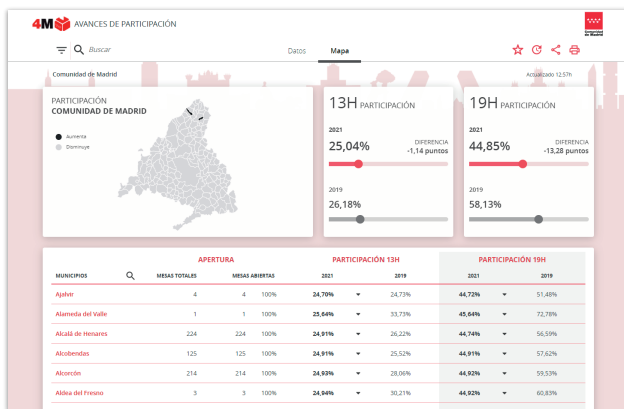 4M AVANCES DE PARTICIPACIÓN
Comunidad de Madrid
Buscar Datos Mapa
Comunidad de Madrid Actualizado 12:57h
PARTICIPACIÓN
COMUNIDAD DE MADRID
Aumenta
Disminuye
13H PARTICIPACIÓN
2021
25,04% DIFERENCIA
-1,14 puntos
2019
26,18%
19H PARTICIPACIÓN
2021
44,85% DIFERENCIA
-13,28 puntos
2019
58,13%
APERTURA PARTICIPACIÓN 13H PARTICIPACIÓN 19H
MUNICIPIOS MESAS TOTALES MESAS ABIERTAS 2021 2019 2021 2019
Ajalvir 4 4 100% 24,70% 24,73% 44,72% 51,48%
Alameda del Valle 1 1 100% 25,64% 33,73% 45,64% 72,78%
Alcalá de Henares 224 224 100% 24,91% 26,22% 44,74% 56,59%
Alcobendas 125 125 100% 24,91% 25,52% 44,91% 57,62%
Alcorcón 214 214 100% 24,93% 28,06% 44,92% 59,53%
Aldea del Fresno 3 3 100% 24,94% 30,21% 44,92% 60,83%